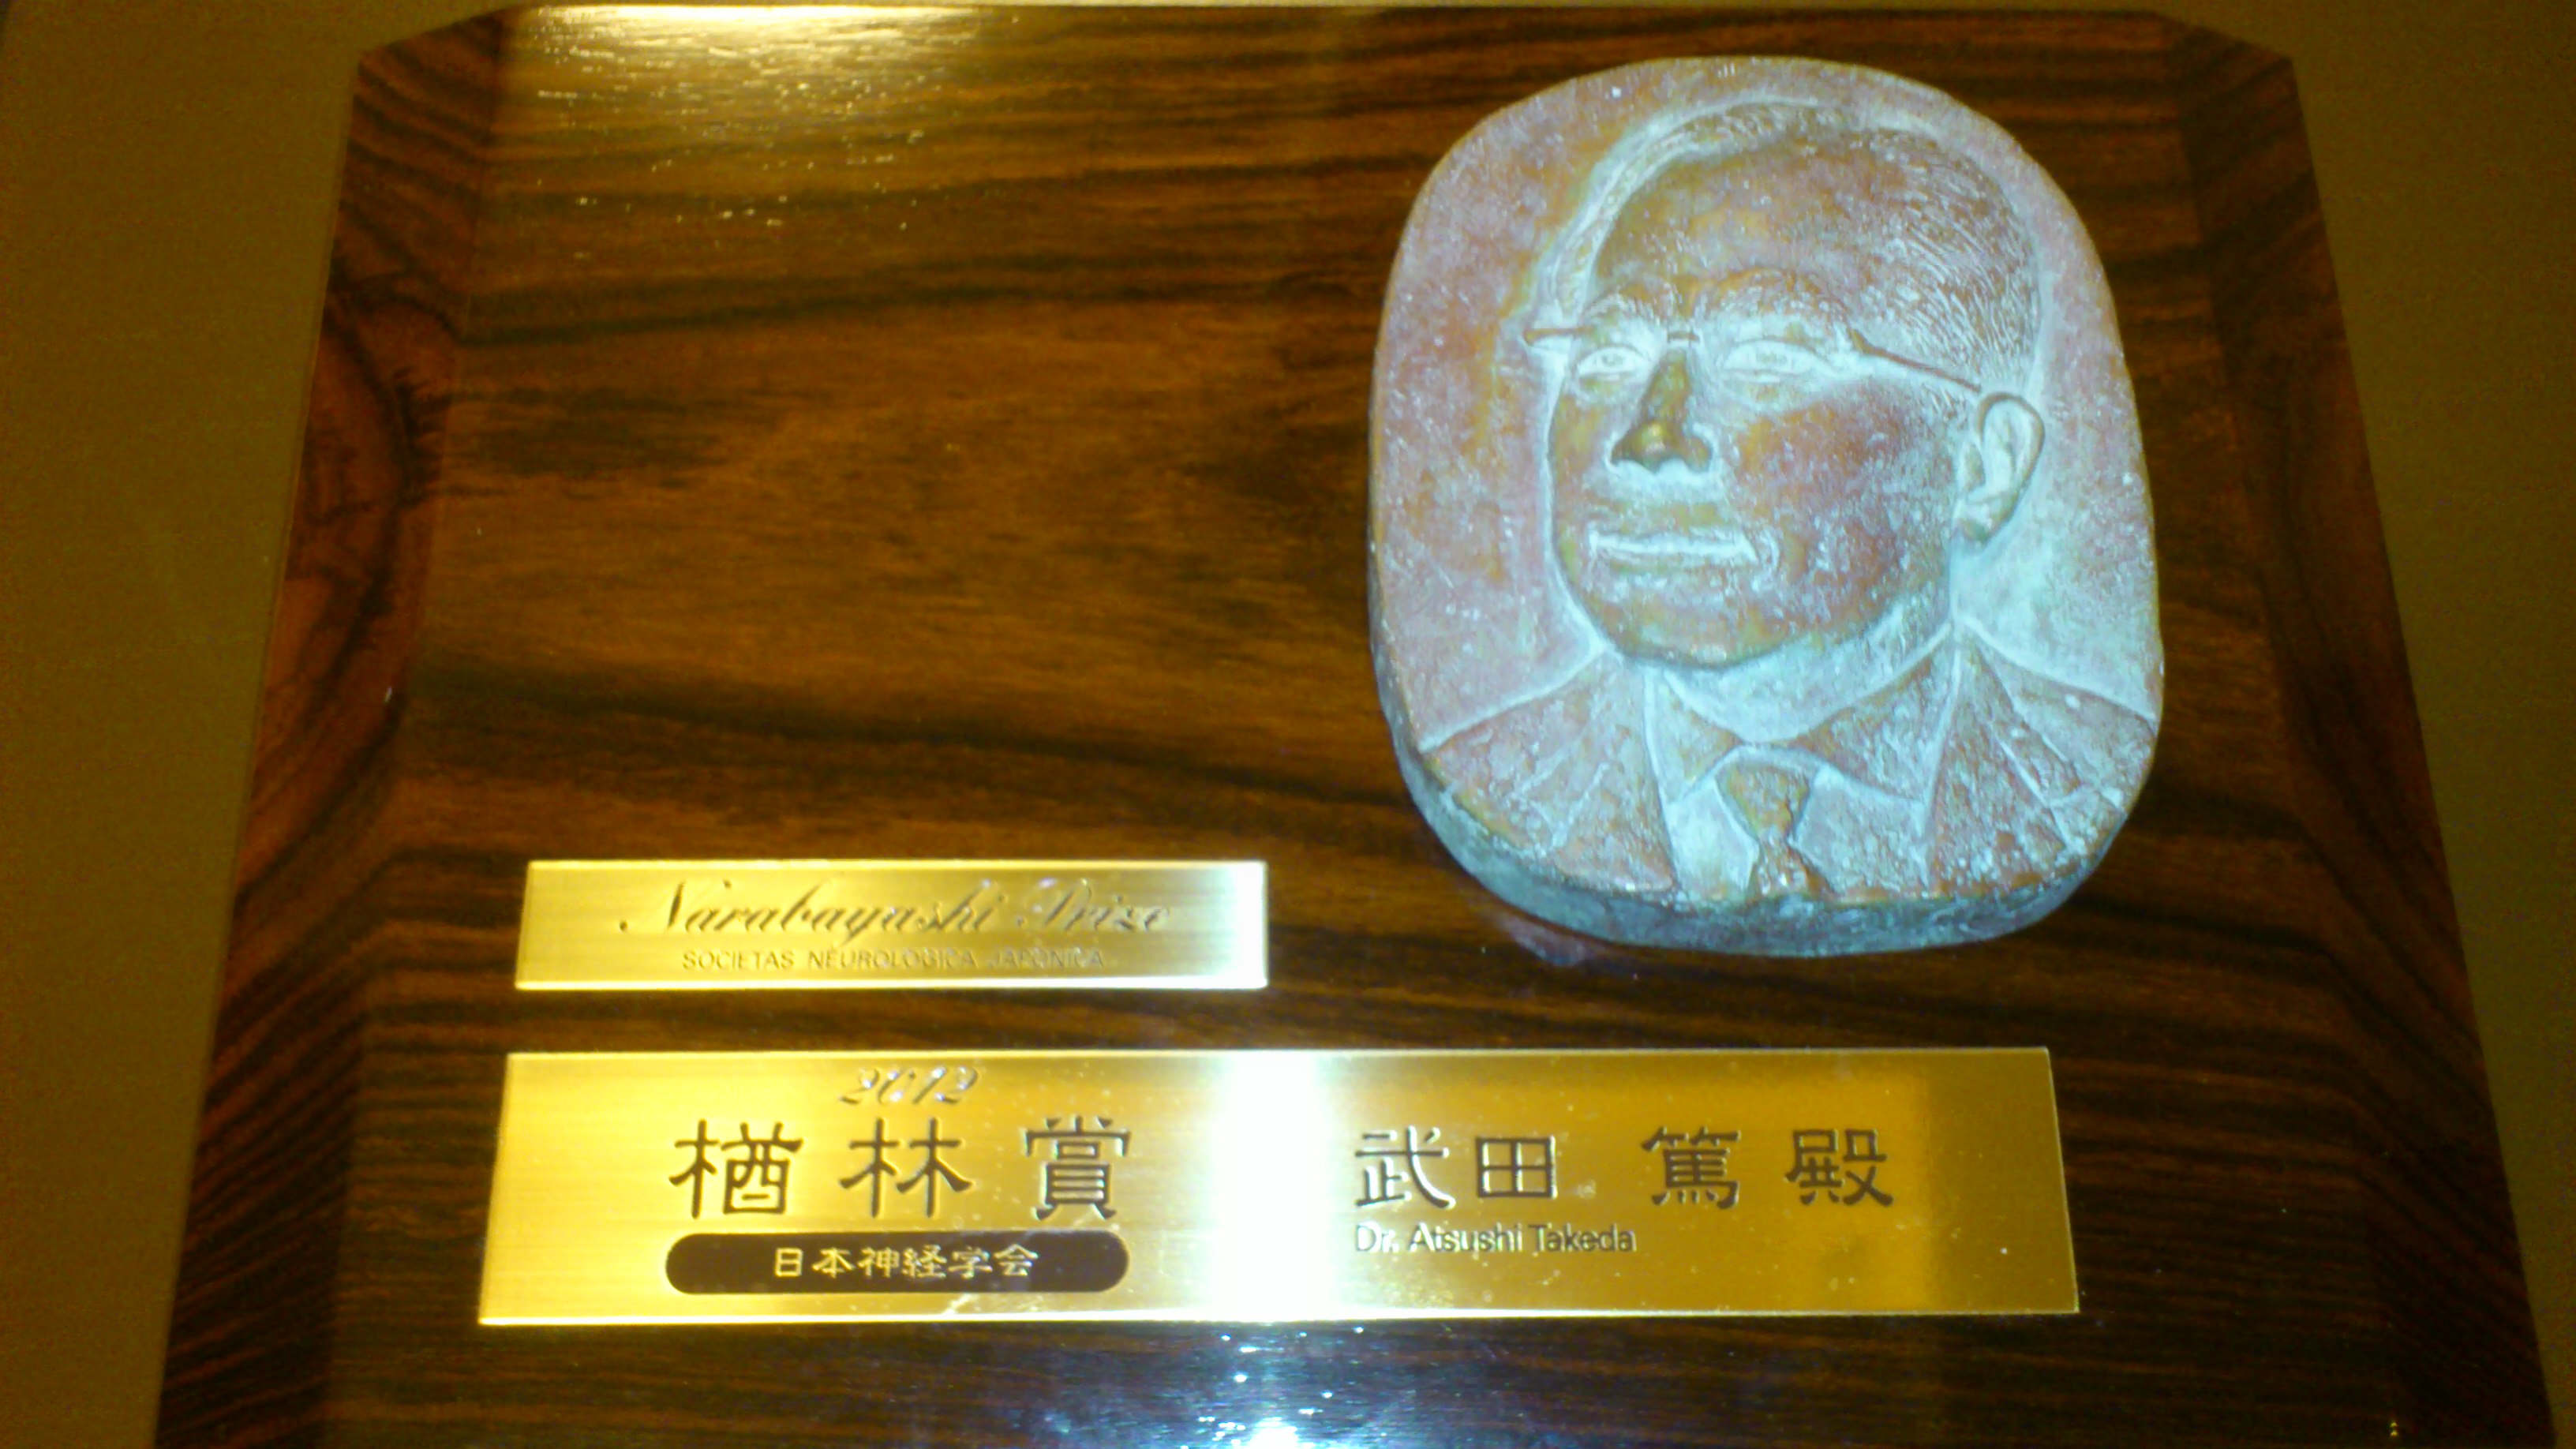 Narabayashi Prize
SOCIETAS NEUROLOGICA JAPONICA
2012
楢林賞
日本神経学会
武田 篤 殿
Dr. Atsushi Takeda